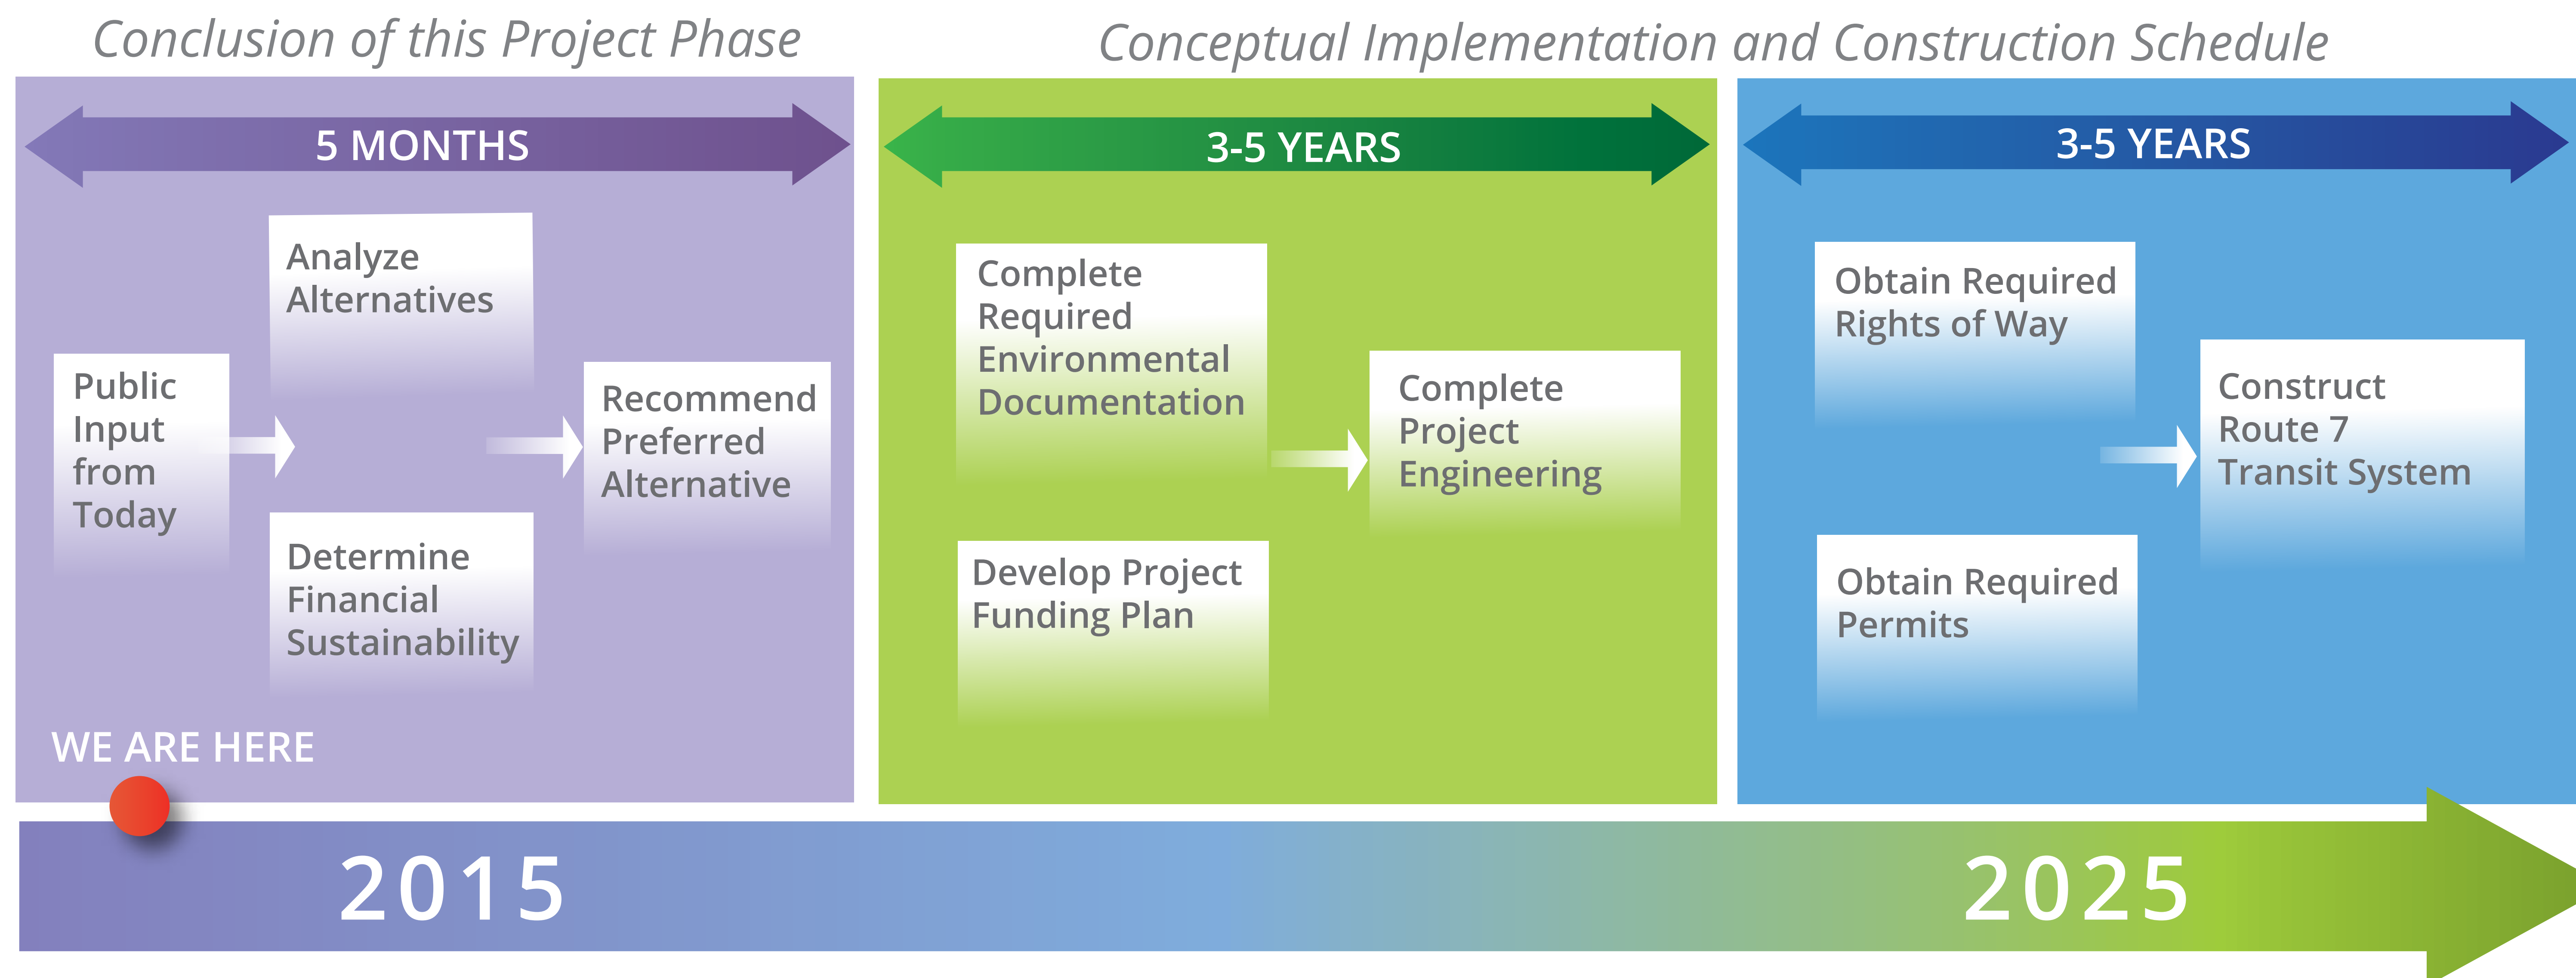 Conclusion of this Project Phase
Conceptual Implementation and Construction Schedule
5 MONTHS
Public
Input
from
Today
Analyze
Alternatives
Determine
Financial
Sustainability
Recommend
Preferred
Alternative
WE ARE HERE
3-5 YEARS
Complete
Required
Environmental
Documentation
Develop Project
Funding Plan
Complete
Project
Engineering
3-5 YEARS
Obtain Required
Rights of Way
Obtain Required
Permits
Construct
Route 7
Transit System
2015
2025